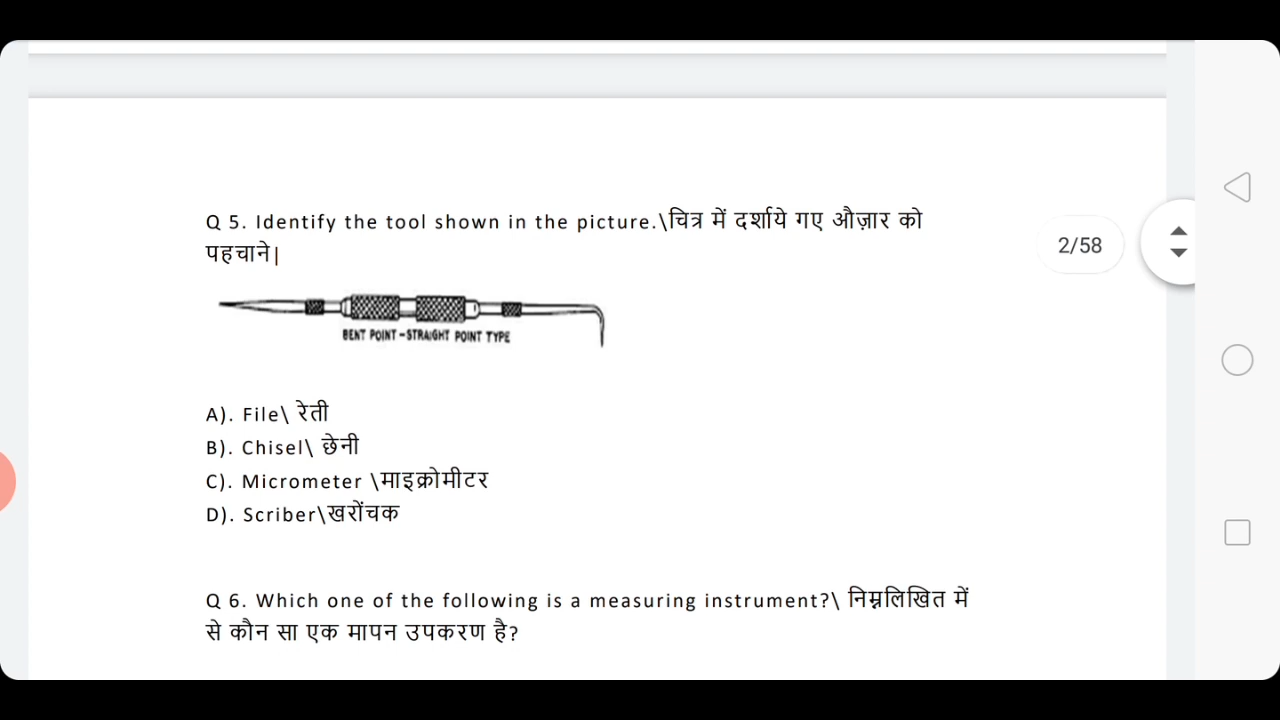 Q 5. Identify the tool shown in the picture.\चित्र में दर्शाये गए औज़ार को
पहचाने|
BENT POINT-STRAIGHT POINT TYPE
A). File\ रेती
B). Chisel\ छेनी
C). Micrometer \माइक्रोमीटर
D). Scriber\खरोंचक
2/58
Q 6. Which one of the following is a measuring instrument?\ निम्नलिखित में
से कौन सा एक मापन उपकरण है?